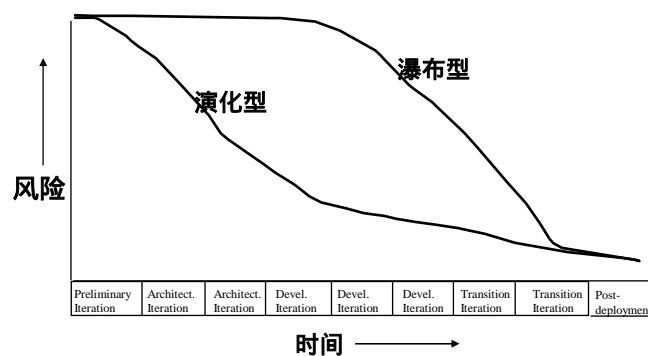 瀑布型
演化型
风险
Preliminary Iteration
Architect. Iteration
Architect. Iteration
Devel. Iteration
Devel. Iteration
Devel. Iteration
Transition Iteration
Transition Iteration
Post-deploymen
时间